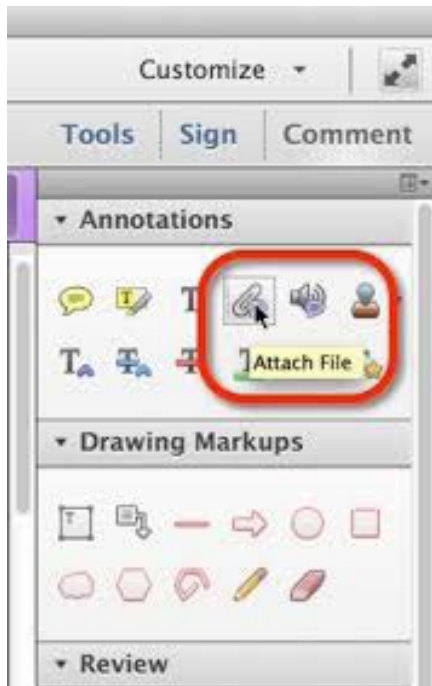 Customize
Tools Sign Comment
Annotations
Attach File
Drawing Markups
Review